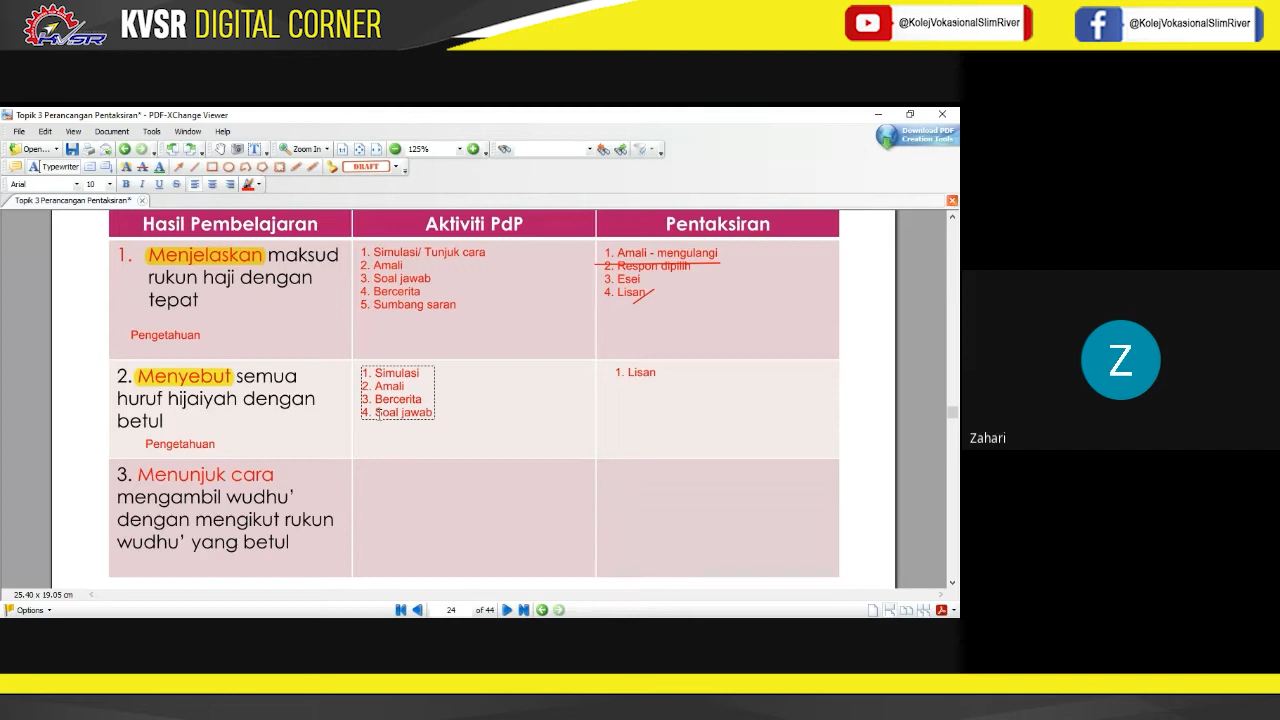 KVSR
KVSR DIGITAL CORNER
@KolejVokasionalSlimRiver
@KolejVokasionalSlimRiver
Topik 3 Perancangan Pentaksiran* - PDF-XChange Viewer
File Edit View Document Tools Window Help
Open... Zoom In 125%
Download PDF
Creation Tools
Typewriter DRAFT
Arial 10 B I U S
Topik 3 Perancangan Pentaksiran*
Hasil Pembelajaran Aktiviti PdP Pentaksiran
1. Menjelaskan maksud
rukun haji dengan
tepat
Pengetahuan
1. Simulasi/ Tunjuk cara
2. Amali
3. Soal jawab
4. Bercerita
5. Sumbang saran
1. Amali - mengulangi
2. Respon dipilih
3. Esei
4. Lisan
2. Menyebut semua
huruf hijaiyah dengan
betul
Pengetahuan
1. Simulasi
2. Amali
3. Bercerita
4. Soal jawab
1. Lisan
3. Menunjuk cara
mengambil wudhu’
dengan mengikut rukun
wudhu’ yang betul
25.40 x 19.05 cm
Options 24 of 44
Z
Zahari